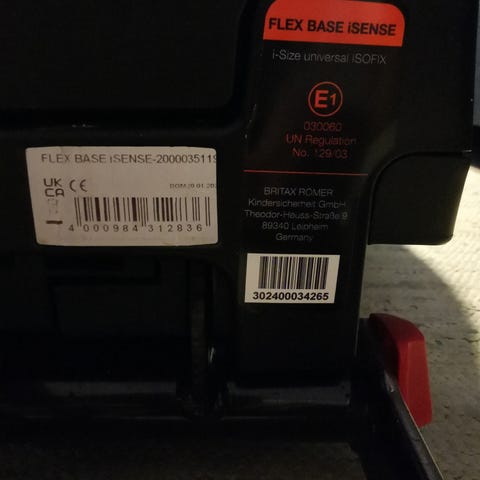 FLEX BASE iSENSE
i-Size universal ISOFIX
E1
030060
UN Regulation
No. 129/03
BRITAX RÖMER
Kindersicherheit GmbH
Theodor-Heuss-Straße 9
89340 Leipheim
Germany
302400034265
FLEX BASE iSENSE-2000035119
UK
CA
CE
4 000984 312836